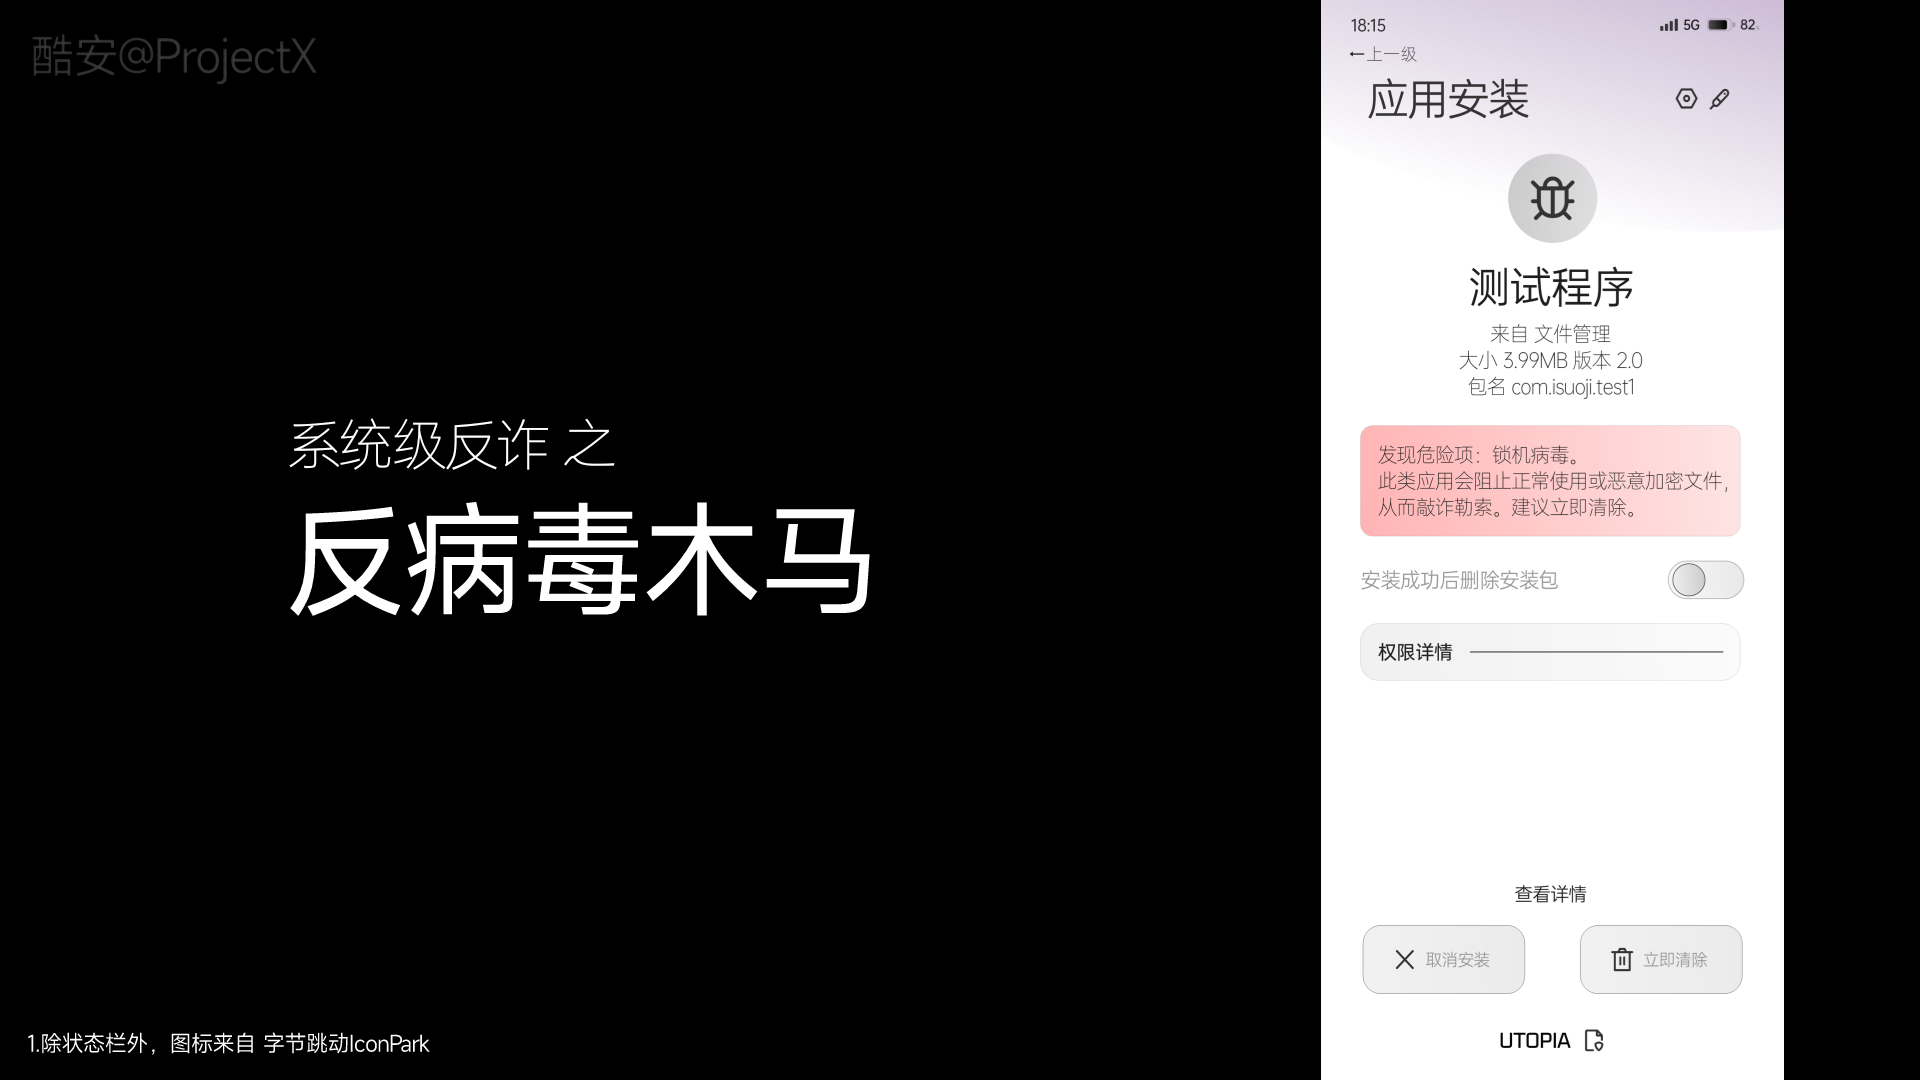 酷安@ProjectX
系统级反诈 之
反病毒木马
1.除状态栏外，图标来自 字节跳动IconPark
18:15
5G 82
上一级
应用安装
测试程序
来自 文件管理
大小 3.99MB 版本 2.0
包名 com.isuoji.test1
发现危险项：锁机病毒。
此类应用会阻止正常使用或恶意加密文件，
从而敲诈勒索。建议立即清除。
安装成功后删除安装包
权限详情
查看详情
取消安装
立即清除
UTOPIA